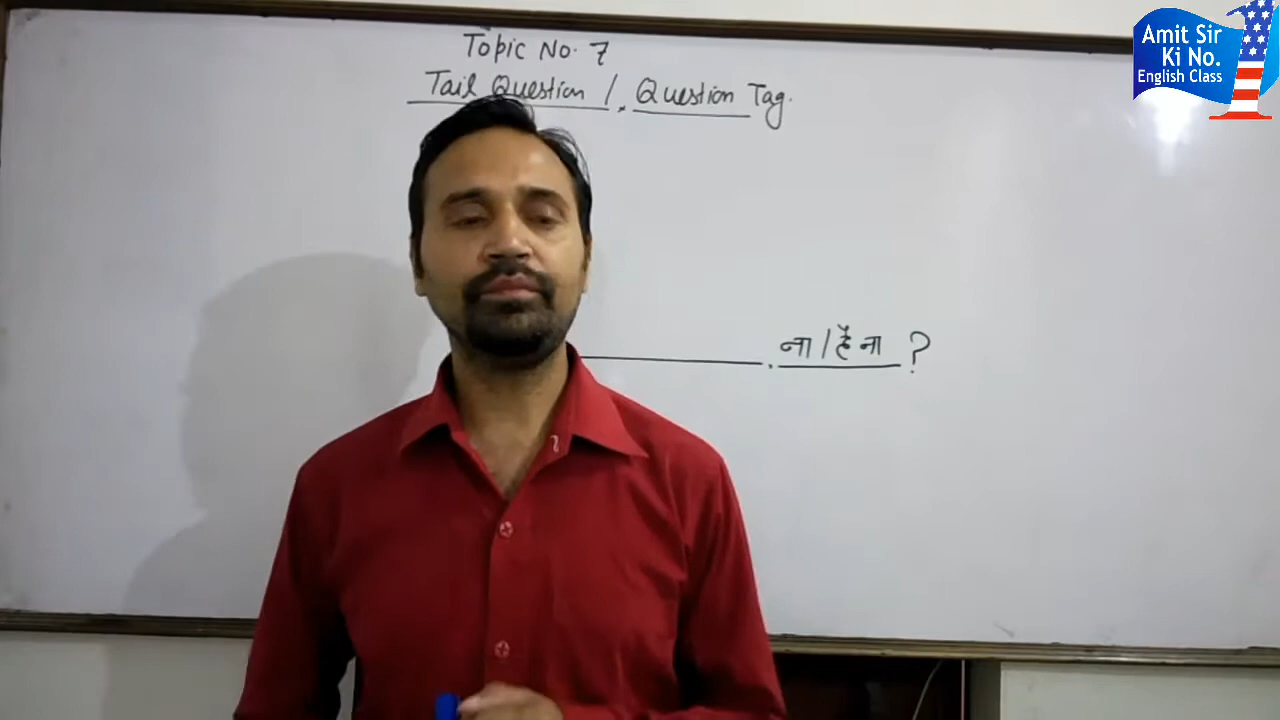 Topic No. 7
Tail Question / Question Tag.
ना / है ना ?
Amit Sir
Ki No.
English Class